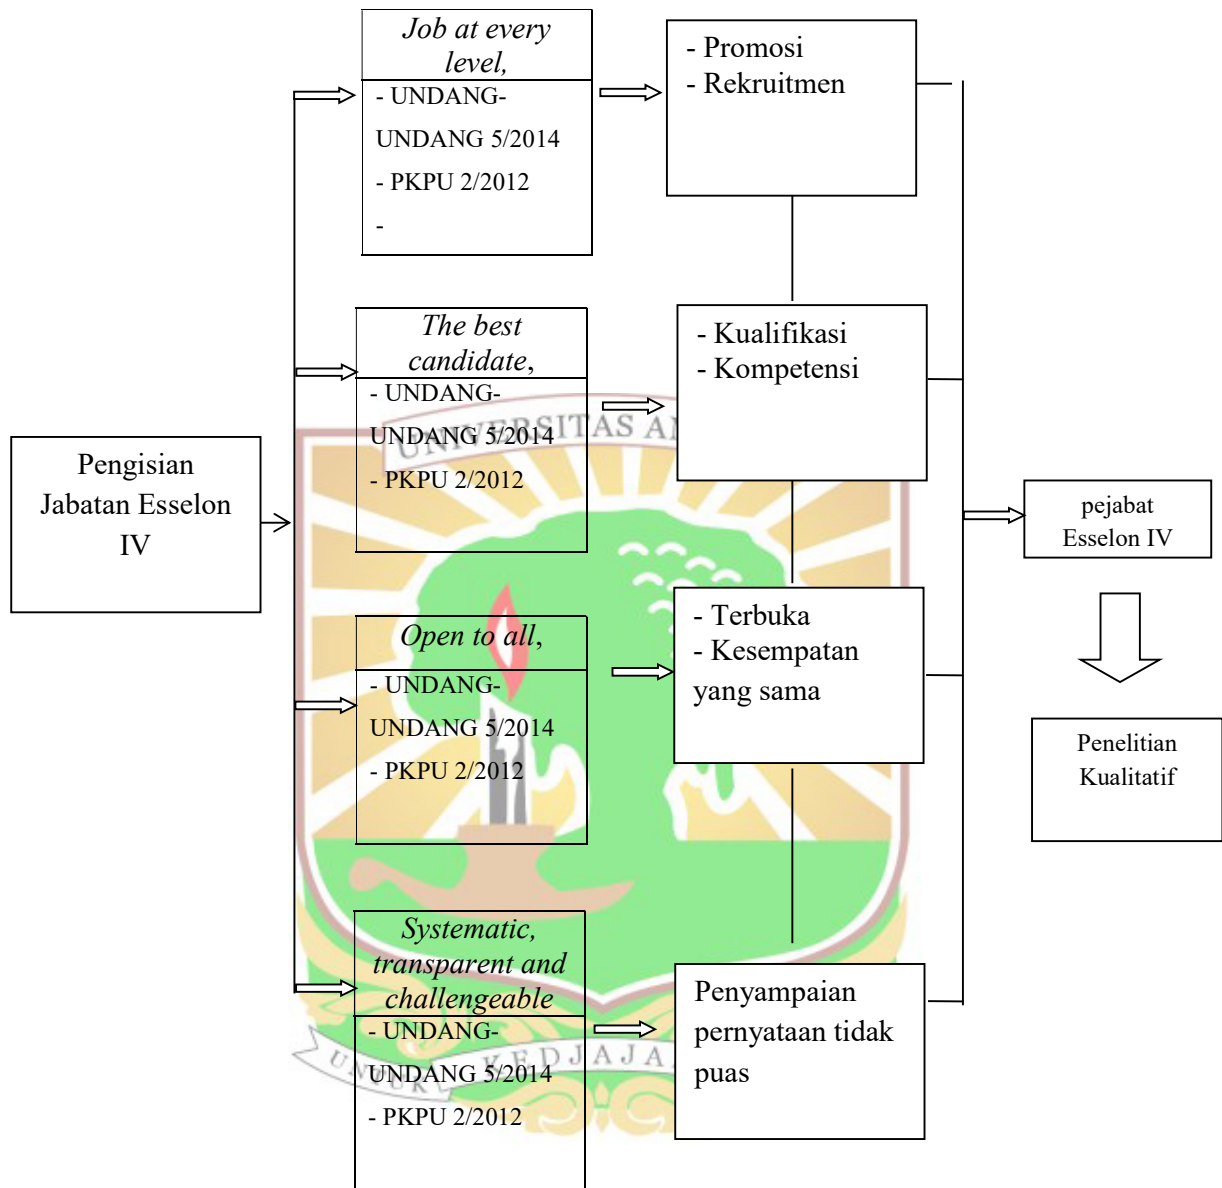 Job at every
level,
- UNDANG-
UNDANG 5/2014
- PKPU 2/2012
-
- Promosi
- Rekruitmen
The best
candidate,
- UNDANG-
UNDANG 5/2014
- PKPU 2/2012
- Kualifikasi
- Kompetensi
UNIVERSITAS AN
Pengisian
Jabatan Esselon
IV
pejabat
Esselon IV
Open to all,
- UNDANG-
UNDANG 5/2014
- PKPU 2/2012
- Terbuka
- Kesempatan
yang sama
Penelitian
Kualitatif
Systematic,
transparent and
challengeable
- UNDANG-
UNDANG 5/2014
- PKPU 2/2012
Penyampaian
pernyataan tidak
puas
UNTUK KEDJAJA